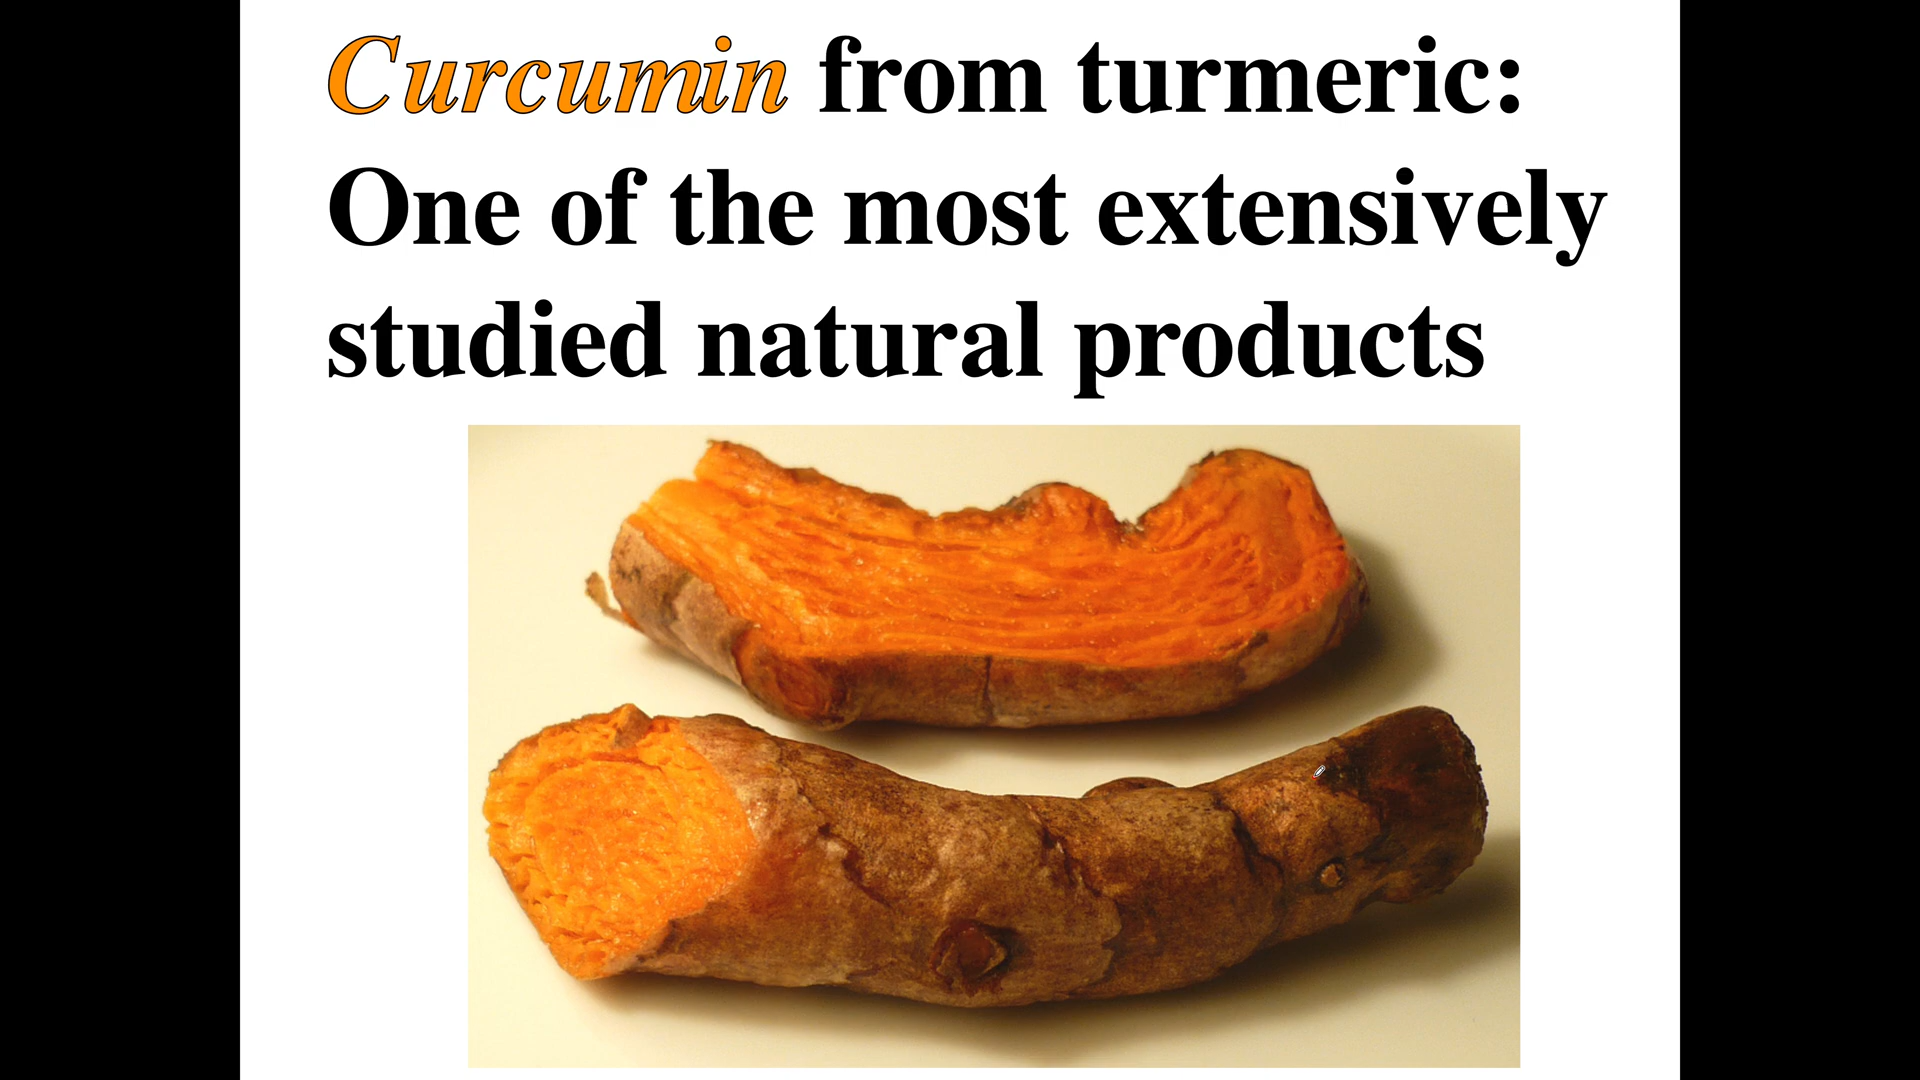 Curcumin from turmeric:
One of the most extensively
studied natural products